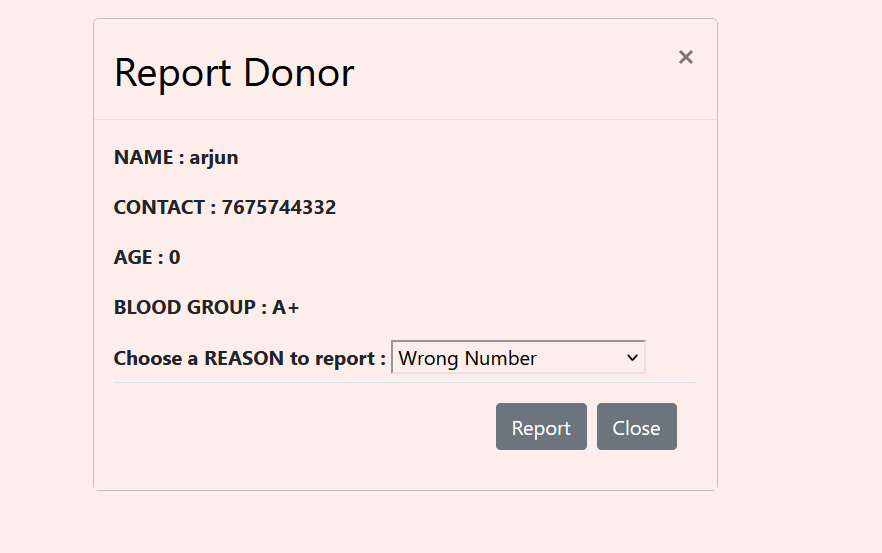 Report Donor
×
NAME : arjun
CONTACT : 7675744332
AGE : 0
BLOOD GROUP : A+
Choose a REASON to report : Wrong Number
Report Close